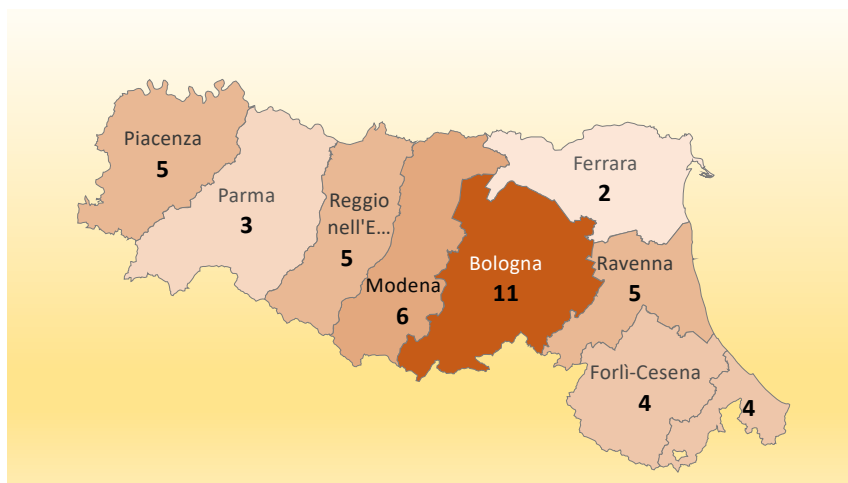 Piacenza
5
Parma
3
Reggio
nell'E...
5
Modena
6
Bologna
11
Ferrara
2
Ravenna
5
Forlì-Cesena
4
4